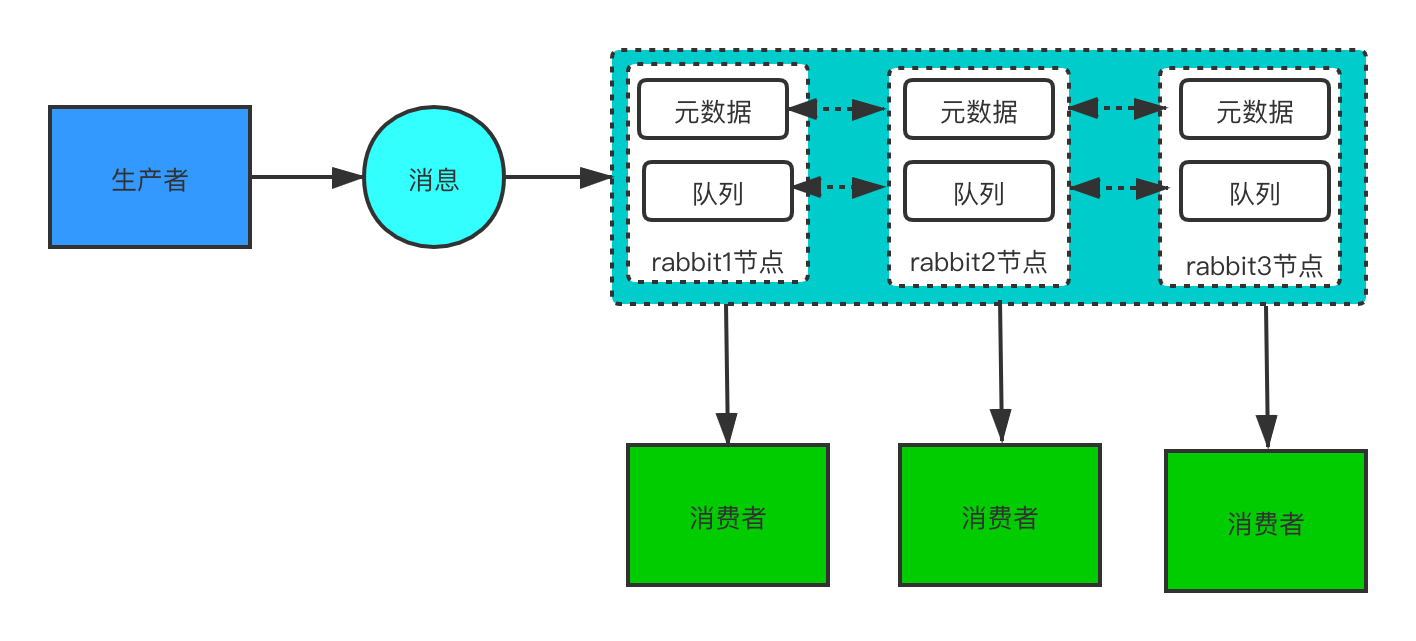 生产者
消息
元数据
元数据
元数据
队列
队列
队列
rabbit1节点
rabbit2节点
rabbit3节点
消费者
消费者
消费者